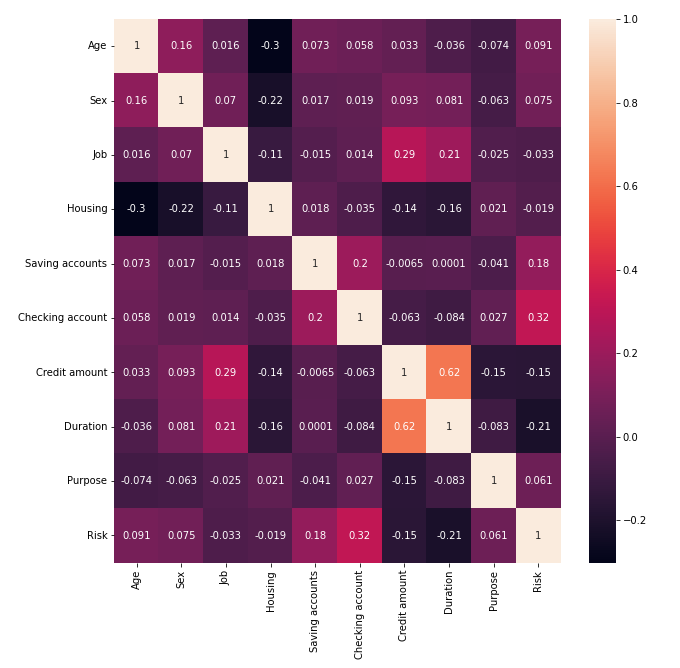 Age 1 0.16 0.016 -0.3 0.073 0.058 0.033 -0.036 -0.074 0.091
Sex 0.16 1 0.07 -0.22 0.017 0.019 0.093 0.081 -0.063 0.075
Job 0.016 0.07 1 -0.11 -0.015 0.014 0.29 0.21 -0.025 -0.033
Housing -0.3 -0.22 -0.11 1 0.018 -0.035 -0.14 -0.16 0.021 -0.019
Saving accounts 0.073 0.017 -0.015 0.018 1 0.2 -0.0065 0.0001 -0.041 0.18
Checking account 0.058 0.019 0.014 -0.035 0.2 1 -0.063 -0.084 0.027 0.32
Credit amount 0.033 0.093 0.29 -0.14 -0.0065 -0.063 1 0.62 -0.15 -0.15
Duration -0.036 0.081 0.21 -0.16 0.0001 -0.084 0.62 1 -0.083 -0.21
Purpose -0.074 -0.063 -0.025 0.021 -0.041 0.027 -0.15 -0.083 1 0.061
Risk 0.091 0.075 -0.033 -0.019 0.18 0.32 -0.15 -0.21 0.061 1
Age
Sex
Job
Housing
Saving accounts
Checking account
Credit amount
Duration
Purpose
Risk
1.0
0.8
0.6
0.4
0.2
0.0
−0.2